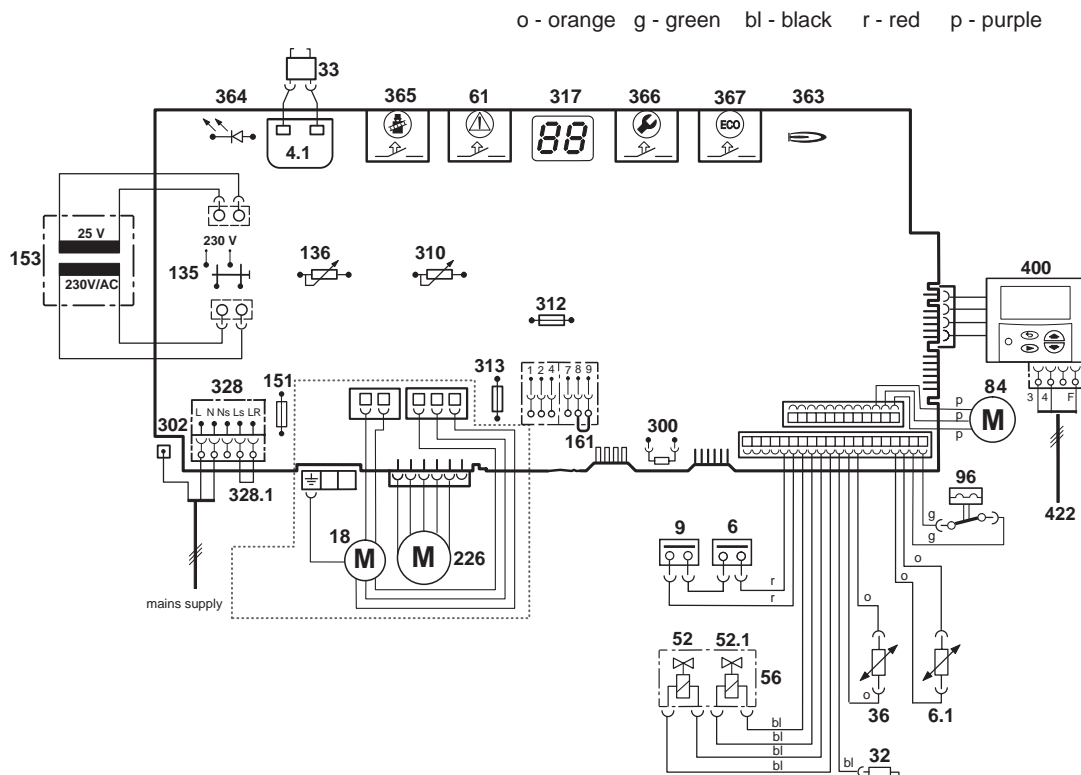 o - orange g - green bl - black r - red p - purple
33
364 365 61 317 366 367 363
4.1 88 ECO
25 V
153
230V/AC
230 V
135
136 310
400
312
151 313
1 2 4 7 8 9
328
L N Ns Ls LR
302
161
300
328.1
84
M
p
p
p
3 4 F
18
M
M
226
mains supply
9 6
96
g
g
422
r
r
o
o
o
o
52 52.1
56
36 6.1
bl
bl
bl
bl
bl
32